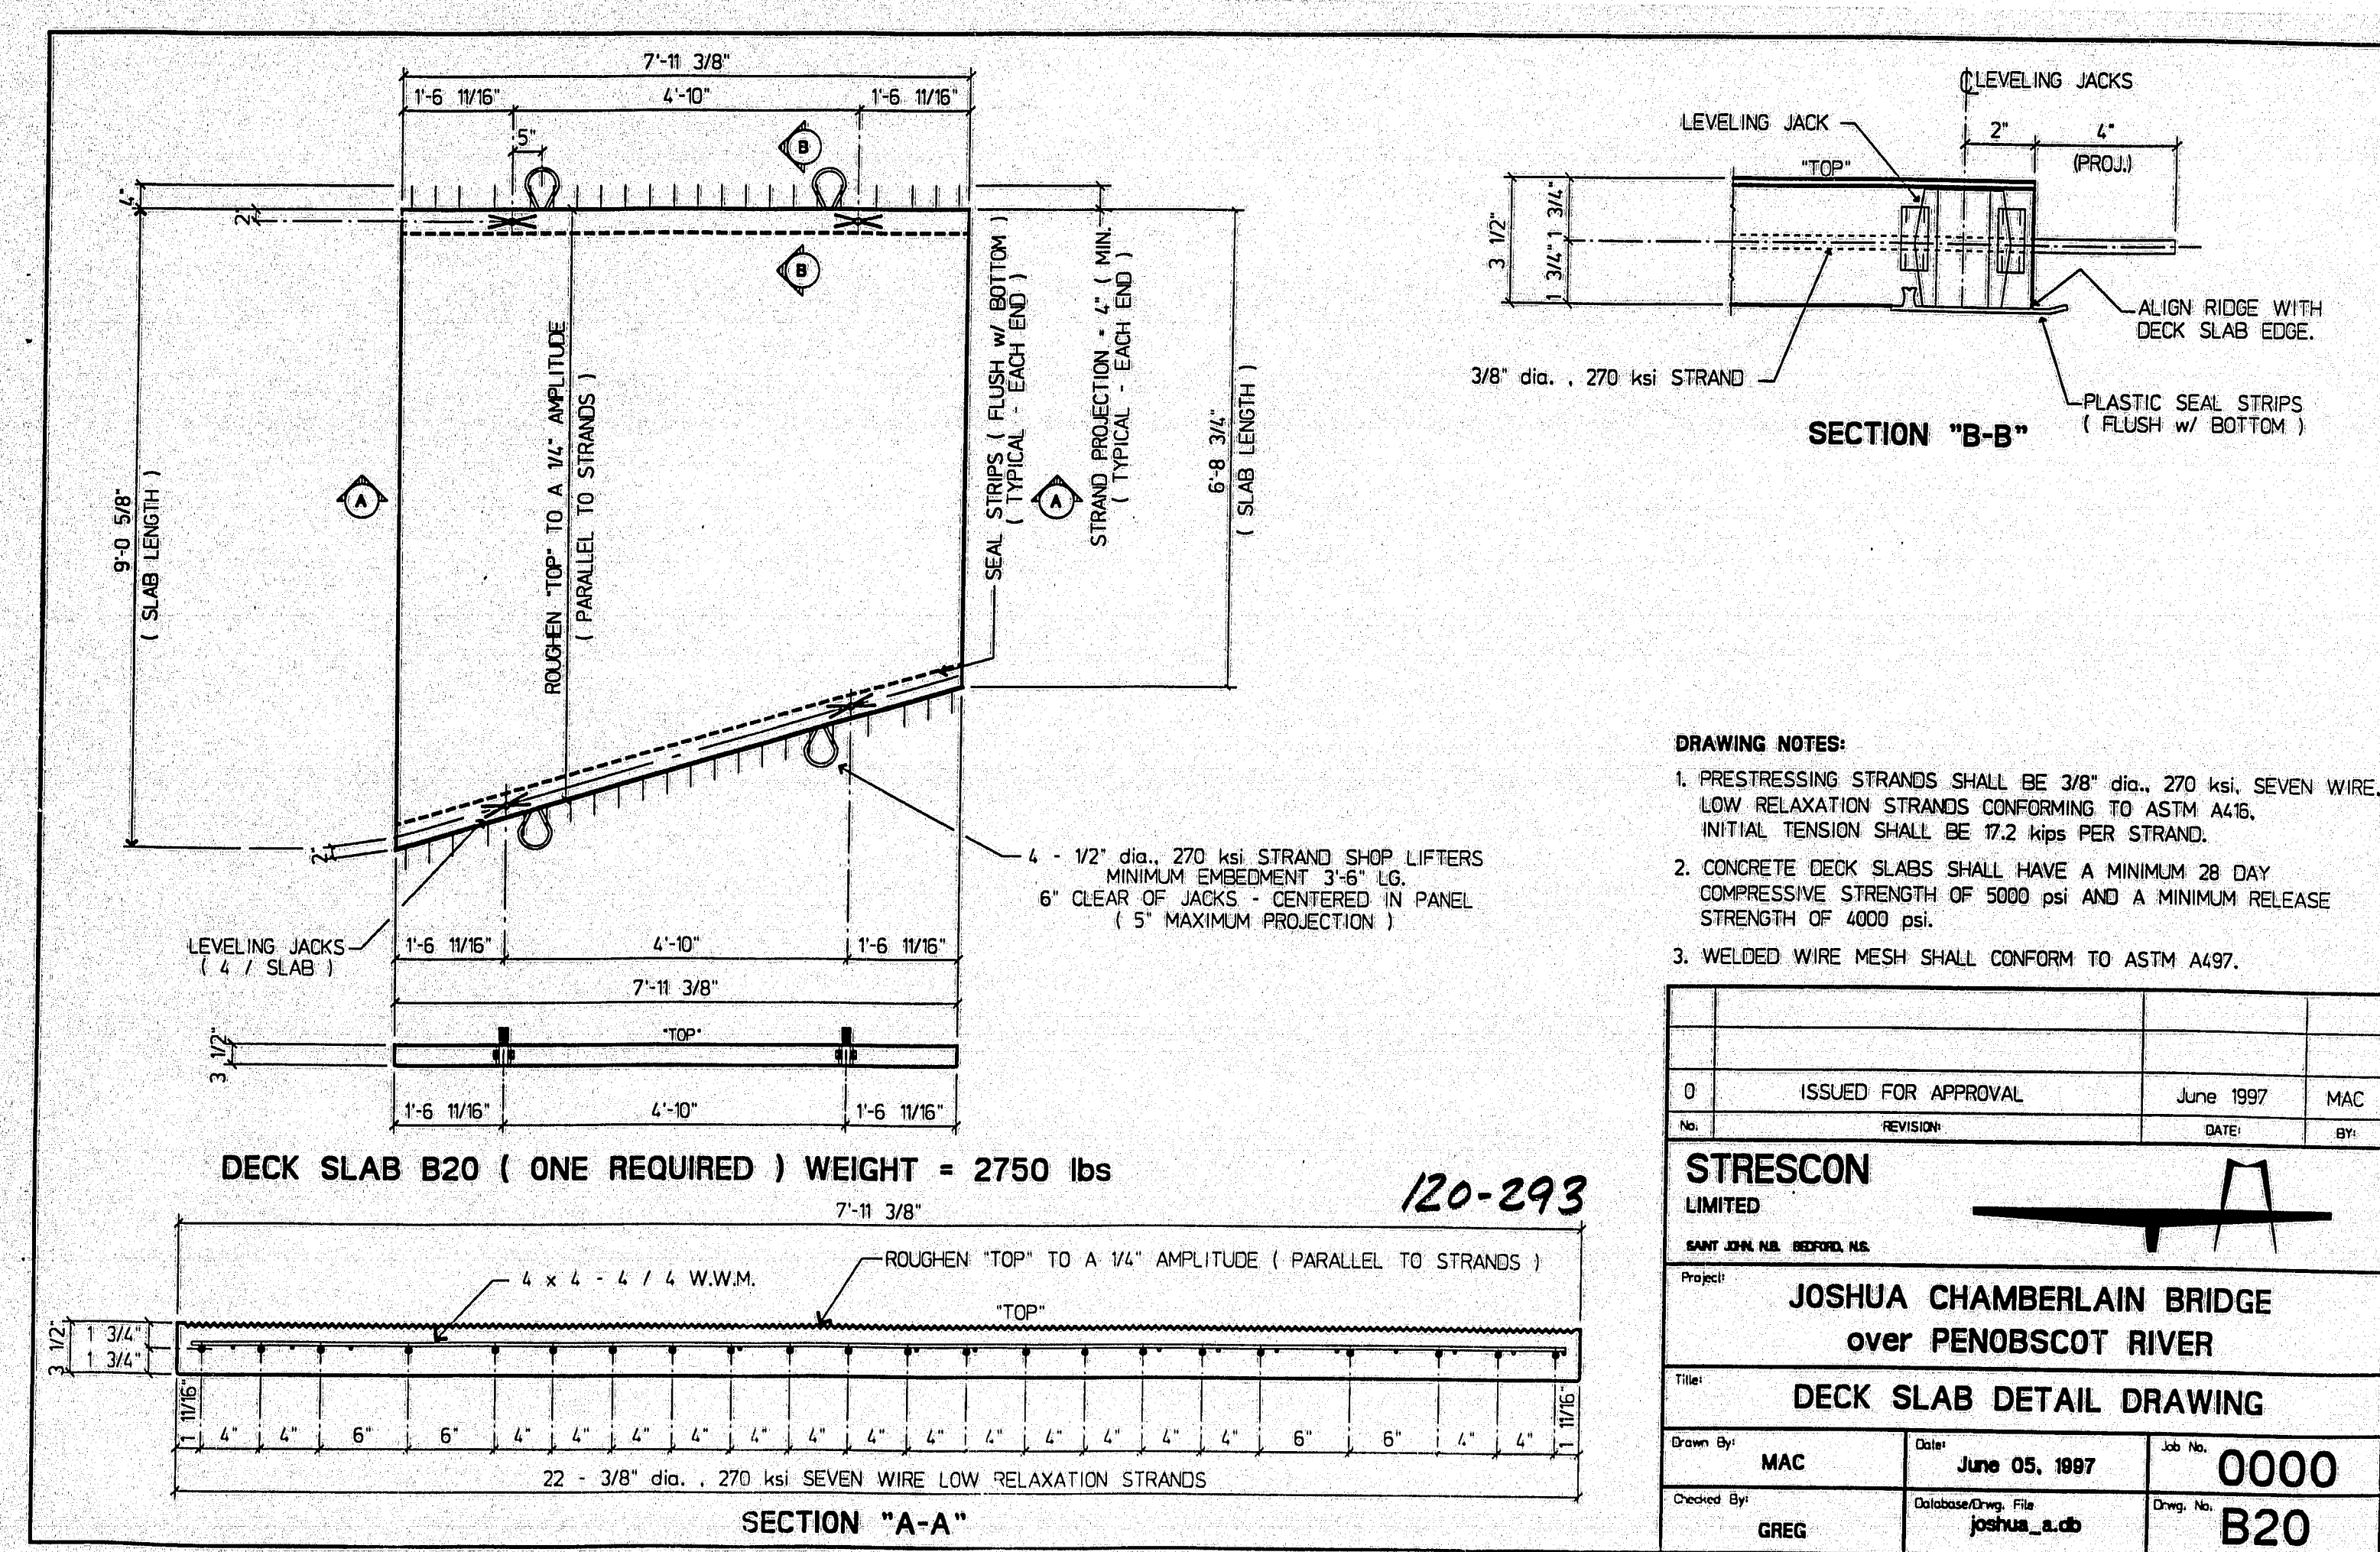 7'-11 3/8"
1'-6 11/16" 4'-10" 1'-6 11/16"
5"
B
4"
2"
B
9'-0 5/8"
( SLAB LENGTH )
A
ROUGHEN "TOP" TO A 1/4" AMPLITUDE
( PARALLEL TO STRANDS )
SEAL STRIPS ( FLUSH w/ BOTTOM )
( TYPICAL - EACH END )
A
STRAND PROJECTION = 4" ( MIN. )
( TYPICAL - EACH END )
6'-8 3/4"
( SLAB LENGTH )
2"
4 - 1/2" dia., 270 ksi STRAND SHOP LIFTERS
MINIMUM EMBEDMENT 3'-6" LG.
6" CLEAR OF JACKS - CENTERED IN PANEL
( 5" MAXIMUM PROJECTION )
LEVELING JACKS
( 4 / SLAB )
1'-6 11/16" 4'-10" 1'-6 11/16"
7'-11 3/8"
"TOP"
3 1/2"
1'-6 11/16" 4'-10" 1'-6 11/16"
DECK SLAB B20 ( ONE REQUIRED ) WEIGHT = 2750 lbs
120-293
7'-11 3/8"
ROUGHEN "TOP" TO A 1/4" AMPLITUDE ( PARALLEL TO STRANDS )
4 x 4 - 4 / 4 W.W.M.
"TOP"
3 1/2"
1 3/4"
1 3/4"
1 11/16" 4" 4" 6" 6" 4" 4" 4" 4" 4" 4" 4" 4" 4" 4" 4" 4" 4" 6" 6" 4" 4" 1 11/16"
22 - 3/8" dia. , 270 ksi SEVEN WIRE LOW RELAXATION STRANDS
SECTION "A-A"
℄ LEVELING JACKS
LEVELING JACK
2" 4"
(PROJ.)
"TOP"
3 1/2"
1 3/4" 1 3/4"
ALIGN RIDGE WITH
DECK SLAB EDGE.
3/8" dia. , 270 ksi STRAND
PLASTIC SEAL STRIPS
( FLUSH w/ BOTTOM )
SECTION "B-B"
DRAWING NOTES:
1. PRESTRESSING STRANDS SHALL BE 3/8" dia., 270 ksi, SEVEN WIRE,
LOW RELAXATION STRANDS CONFORMING TO ASTM A416.
INITIAL TENSION SHALL BE 17.2 kips PER STRAND.
2. CONCRETE DECK SLABS SHALL HAVE A MINIMUM 28 DAY
COMPRESSIVE STRENGTH OF 5000 psi AND A MINIMUM RELEASE
STRENGTH OF 4000 psi.
3. WELDED WIRE MESH SHALL CONFORM TO ASTM A497.
0 ISSUED FOR APPROVAL June 1997 MAC
No. REVISION: DATE: BY:
STRESCON
LIMITED
SAINT JOHN, N.B. BEDFORD, N.S.
Project:
JOSHUA CHAMBERLAIN BRIDGE
over PENOBSCOT RIVER
Title:
DECK SLAB DETAIL DRAWING
Drawn By: MAC
Date: June 05, 1997
Job No. 0000
Checked By: GREG
Database/Drwg. File joshua_a.db
Drwg. No. B20